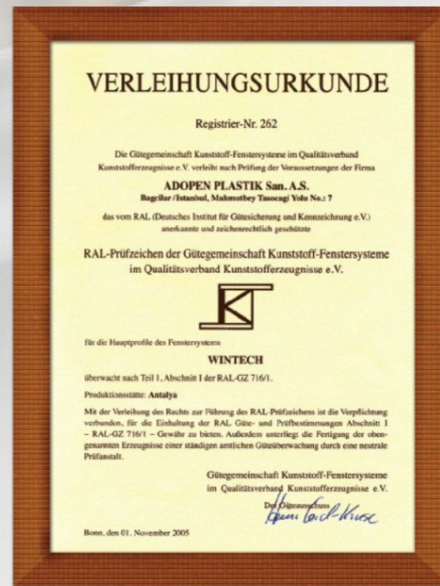 VERLEIHUNGSURKUNDE
Registrier-Nr. 262
Die Gütegemeinschaft Kunststoff-Fenstersysteme im Qualitätsverband
Kunststofferzeugnisse e.V. verleiht nach Prüfung der Voraussetzungen der Firma
ADOPEN PLASTIK San. A.S.
Bagcilar/Istanbul, Mahmutbey Tasocagi Yolu No.: 7
das vom RAL (Deutsches Institut für Gütesicherung und Kennzeichnung e.V.)
anerkannte und zeichenrechtlich geschützte
RAL-Prüfzeichen der Gütegemeinschaft Kunststoff-Fenstersysteme
im Qualitätsverband Kunststofferzeugnisse e.V.
K
für die Hauptprofile des Fenstersystems
WINTECH
überwacht nach Teil 1, Abschnitt I der RAL-GZ 716/1.
Produktionsstätte: Antalya
Mit der Verleihung des Rechts zur Führung des RAL-Prüfzeichens ist die Verpflichtung
verbunden, für die Einhaltung der RAL Güte- und Prüfbestimmungen Abschnitt I
– RAL-GZ 716/1 – Gewähr zu bieten. Außerdem unterliegt die Fertigung der oben-
genannten Erzeugnisse einer ständigen amtlichen Güteüberwachung durch eine neutrale
Prüfanstalt.
Gütegemeinschaft Kunststoff-Fenstersysteme
im Qualitätsverband Kunststofferzeugnisse e.V.
Der Güteausschuss
Bonn, den 01. November 2005